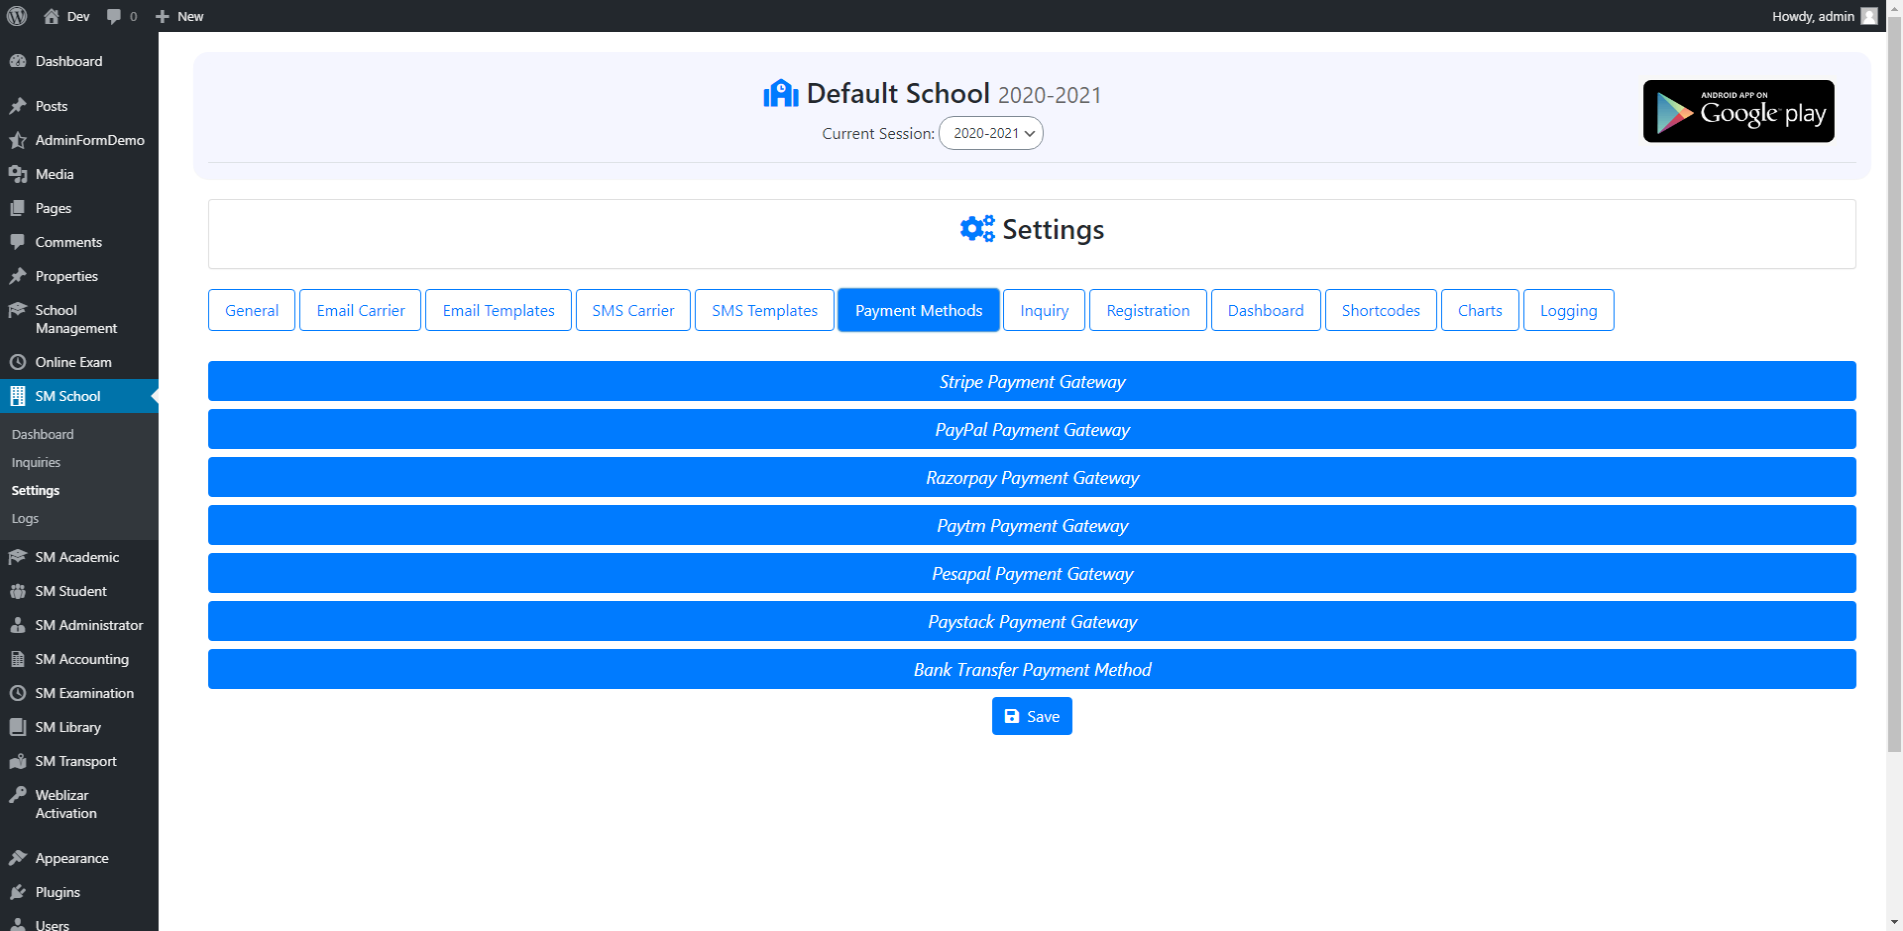 Dev
0
New
Howdy, admin
Dashboard
Posts
AdminFormDemo
Media
Pages
Comments
Properties
School
Management
Online Exam
SM School
Dashboard
Inquiries
Settings
Logs
SM Academic
SM Student
SM Administrator
SM Accounting
SM Examination
SM Library
SM Transport
Weblizar
Activation
Appearance
Plugins
Users
Default School 2020-2021
Current Session: 2020-2021
ANDROID APP ON
Google play
Settings
General
Email Carrier
Email Templates
SMS Carrier
SMS Templates
Payment Methods
Inquiry
Registration
Dashboard
Shortcodes
Charts
Logging
Stripe Payment Gateway
PayPal Payment Gateway
Razorpay Payment Gateway
Paytm Payment Gateway
Pesapal Payment Gateway
Paystack Payment Gateway
Bank Transfer Payment Method
Save